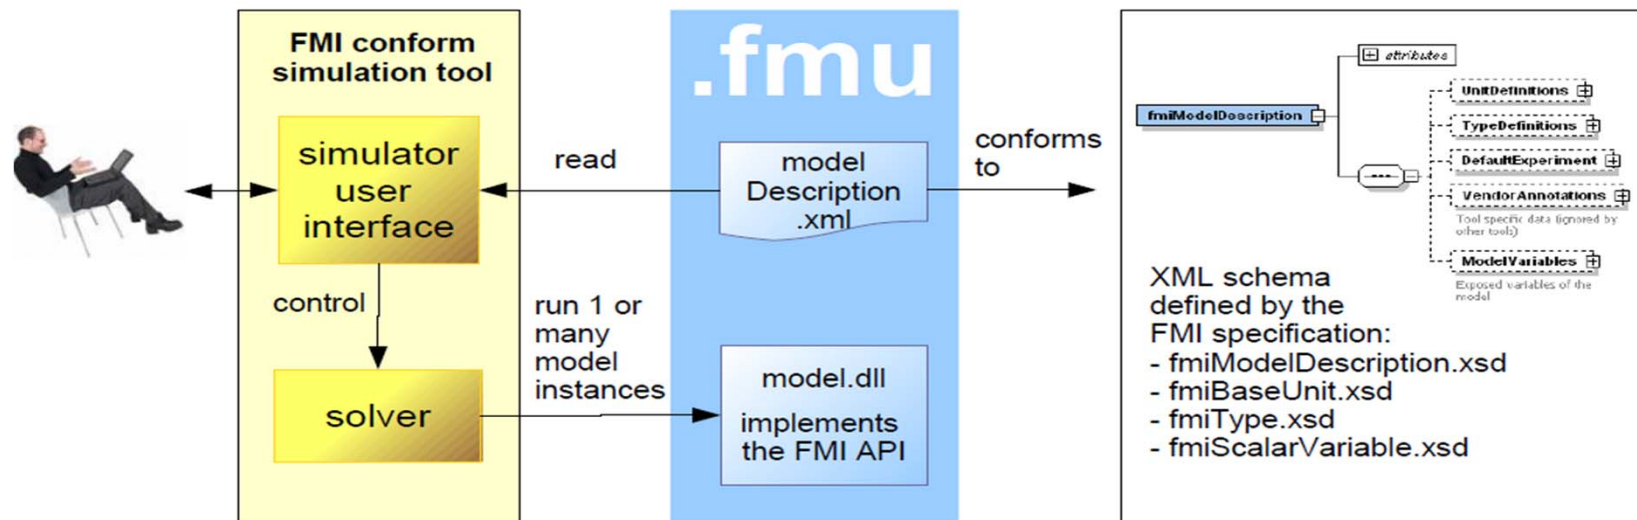 FMI conform
simulation tool
simulator
user
interface
control
solver
read
run 1 or
many
model
instances
.fmu
model
Description
.xml
model.dll
implements
the FMI API
conforms
to
attributes
fmiModelDescription
UnitDefinitions
TypeDefinitions
DefaultExperiment
VendorAnnotations
Tool specific data (ignored by
other tools)
ModelVariables
Exposed variables of the
model
XML schema
defined by the
FMI specification:
- fmiModelDescription.xsd
- fmiBaseUnit.xsd
- fmiType.xsd
- fmiScalarVariable.xsd